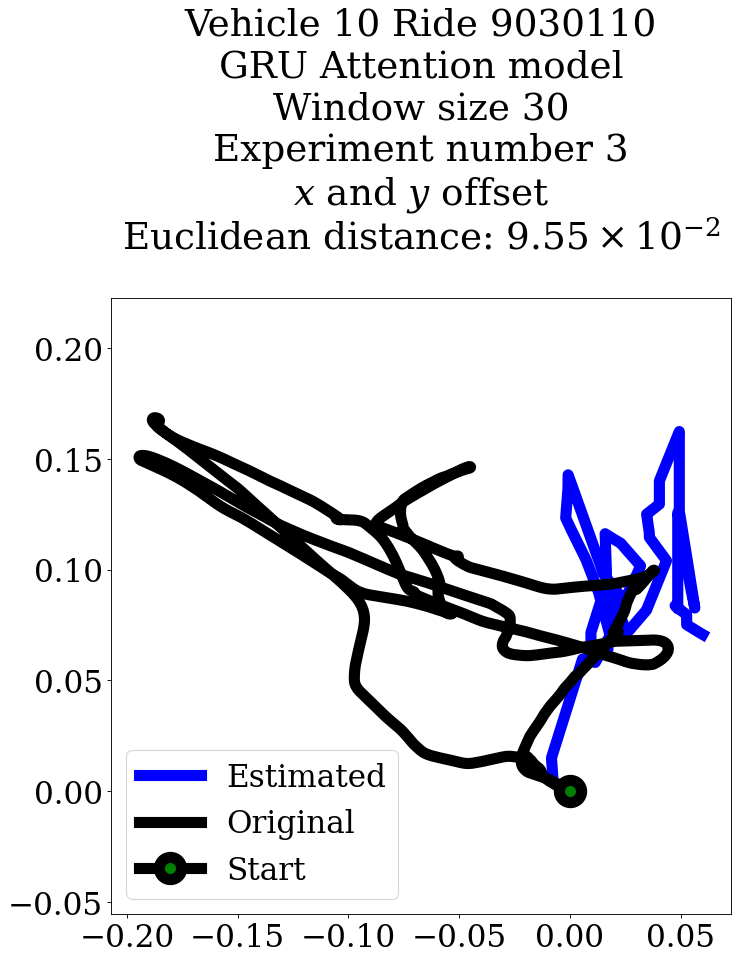 Vehicle 10 Ride 9030110
GRU Attention model
Window size 30
Experiment number 3
x and y offset
Euclidean distance: 9.55 × 10⁻²
0.20
0.15
0.10
0.05
0.00
−0.05
Estimated
Original
Start
−0.20 −0.15 −0.10 −0.05 0.00 0.05